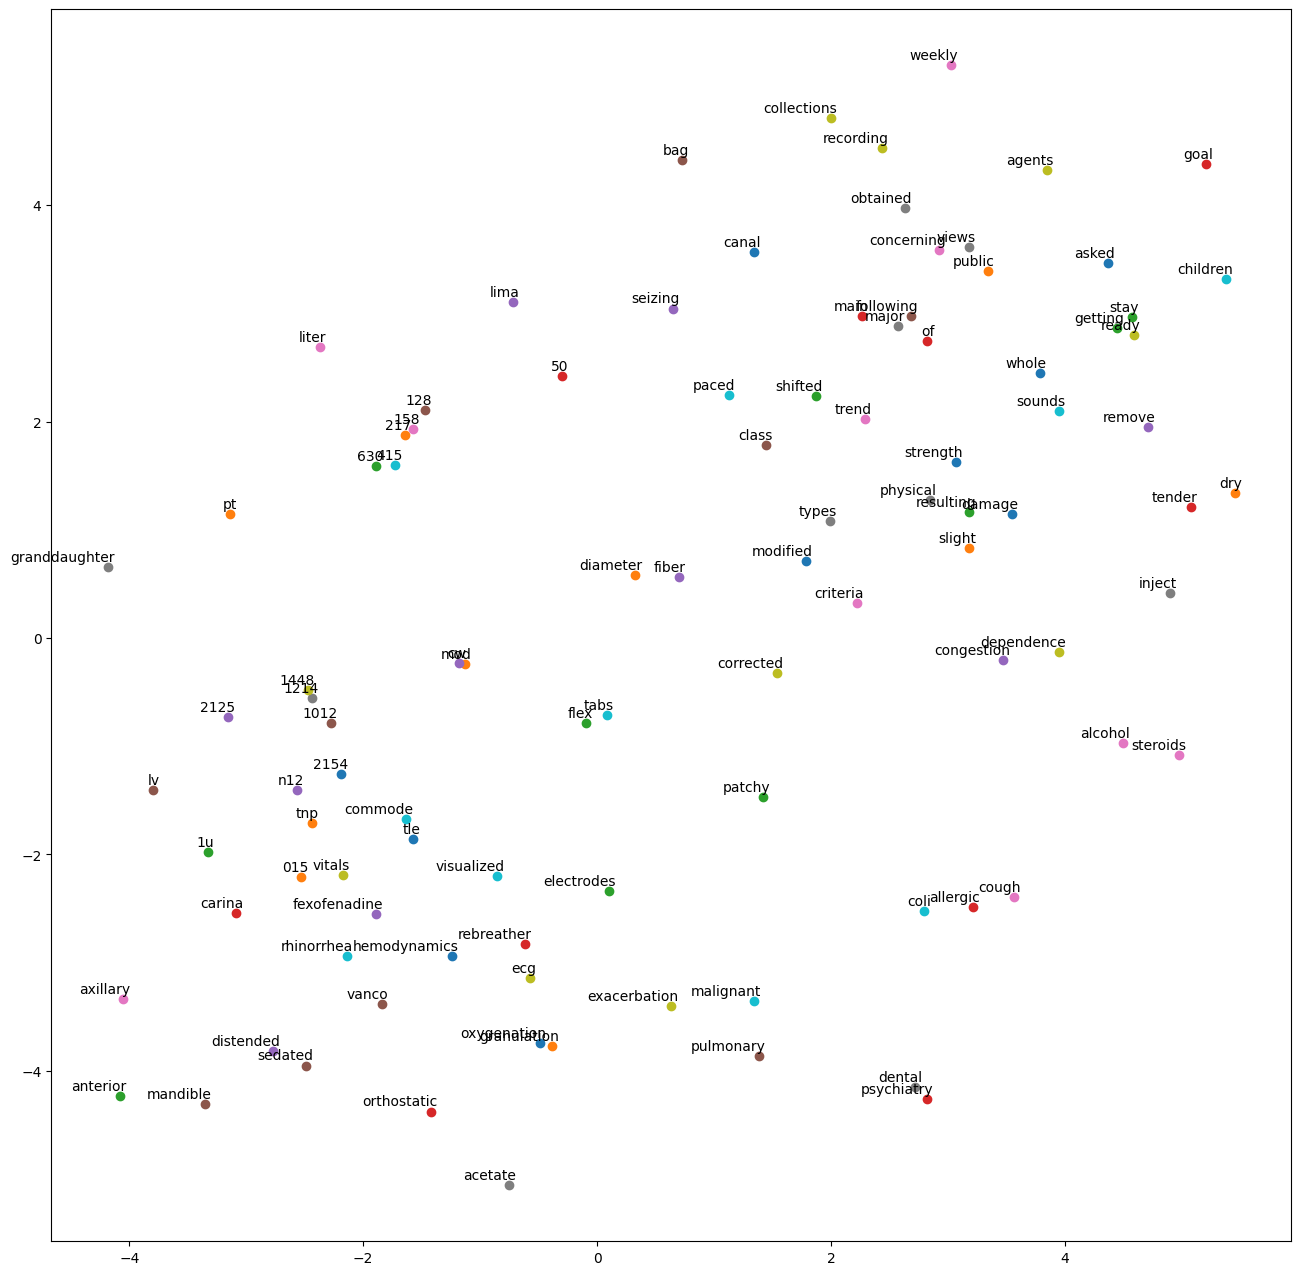 weekly
collections
recording
bag
agents
goal
obtained
concerning
views
public
canal
asked
children
lima
seizing
main
following
major
of
stay
getting
ready
liter
50
whole
paced
shifted
sounds
trend
remove
128
158
217
class
630
415
strength
physical
resulting
damage
dry
tender
pt
types
slight
granddaughter
modified
diameter
fiber
criteria
inject
mod
dependence
congestion
corrected
1448
1214
2125
1012
flex
tabs
alcohol
steroids
2154
lv
n12
patchy
commode
tnp
tle
1u
015
vitals
visualized
electrodes
carina
fexofenadine
coli
allergic
cough
rebreather
rhinorrhea
hemodynamics
ecg
axillary
vanco
exacerbation
malignant
distended
sedated
oxygenation
granulation
pulmonary
anterior
mandible
orthostatic
dental
psychiatry
acetate
4
2
0
−2
−4
−4
−2
0
2
4